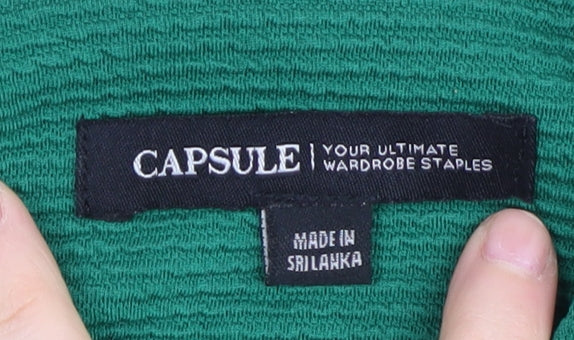 CAPSULE | YOUR ULTIMATE
WARDROBE STAPLES
MADE IN
SRI LANKA